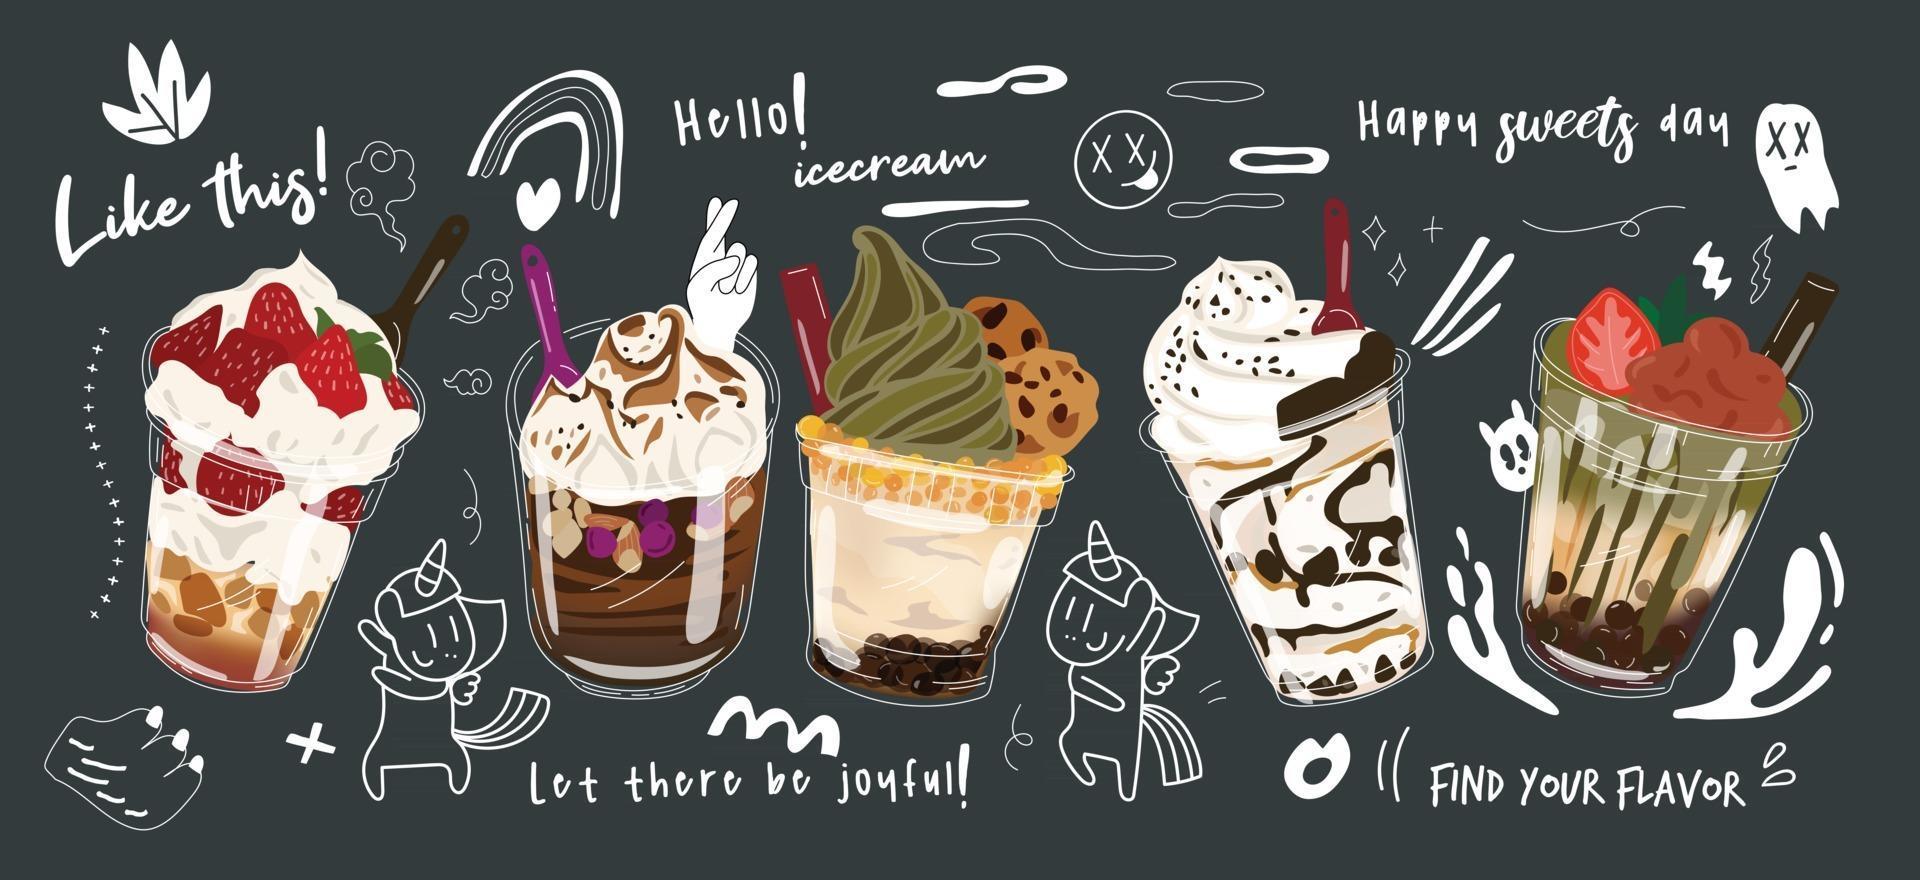 Like this!
Hello!
icecream
Happy sweets day
Let there be joyful!
FIND YOUR FLAVOR